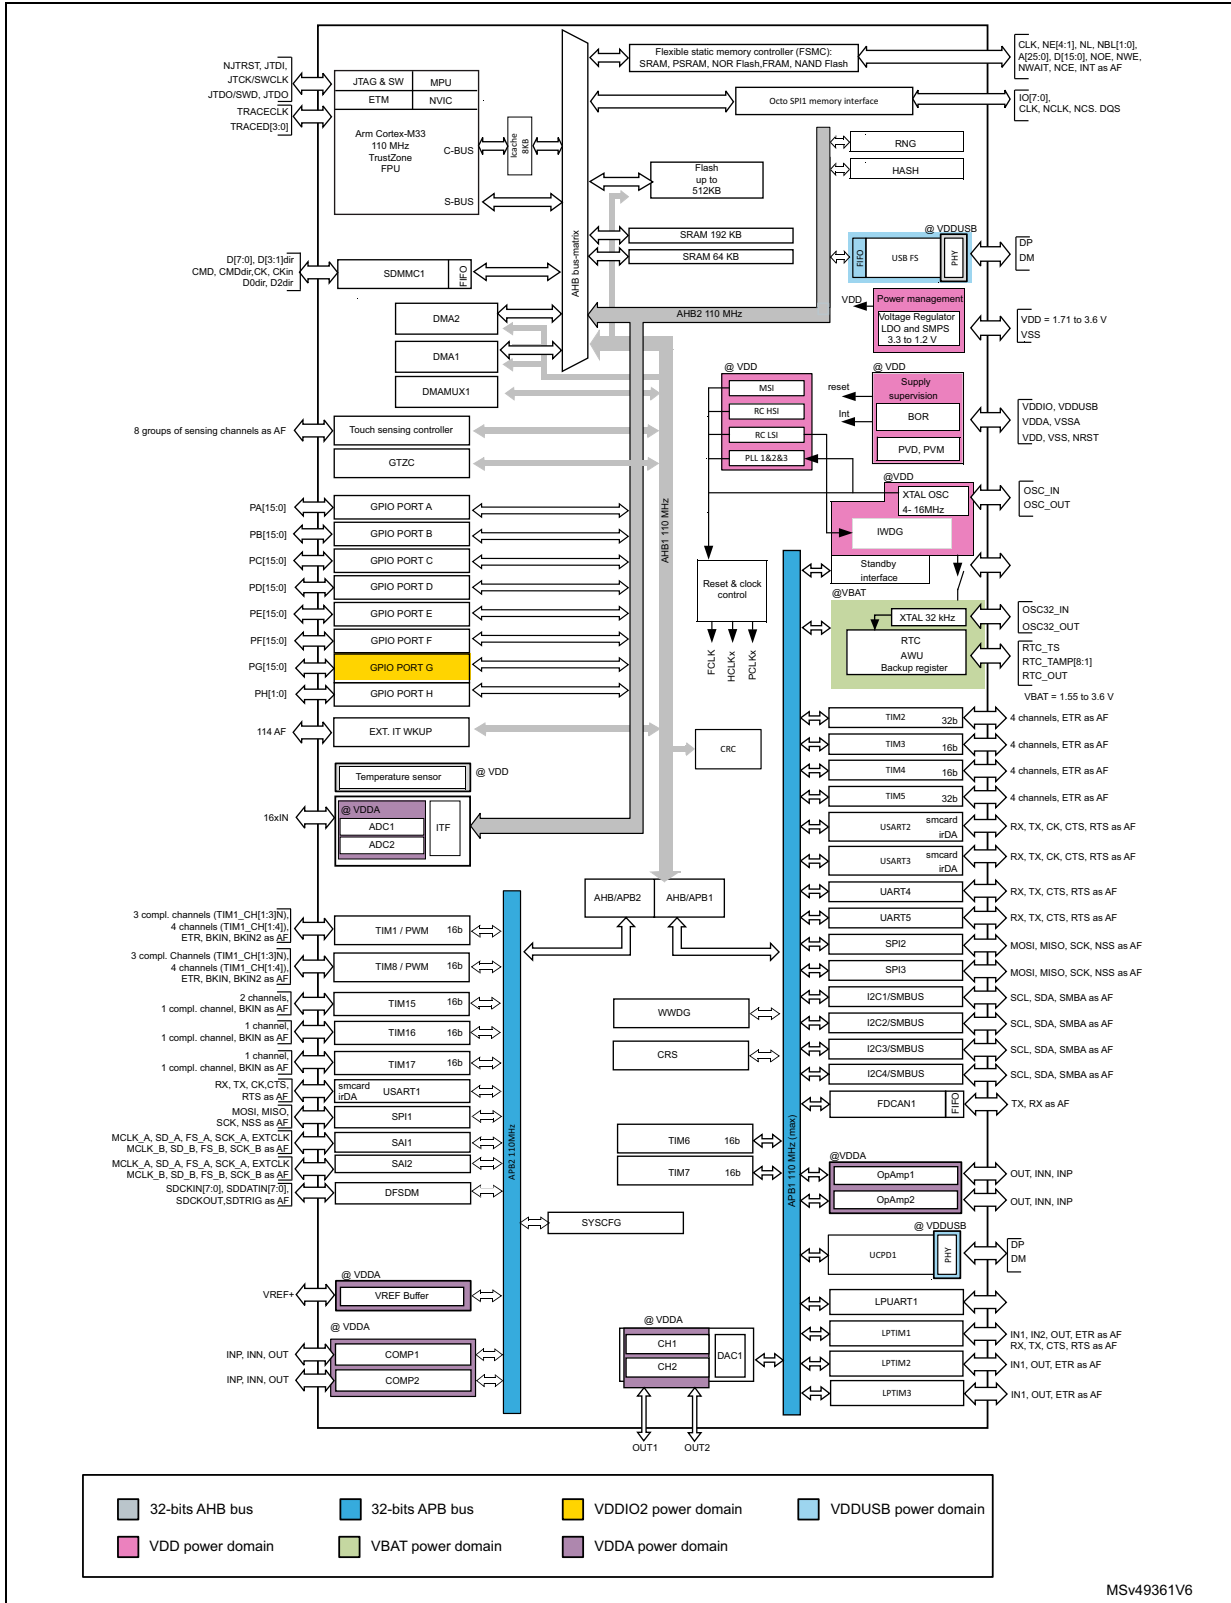 NJTRST, JTDI,
JTCK/SWCLK
JTDO/SWD, JTDO
TRACECLK
TRACED[3:0]
JTAG & SW
MPU
ETM
NVIC
Arm Cortex-M33
110 MHz
TrustZone
FPU
C-BUS
S-BUS
Icache
8KB
AHB bus-matrix
Flexible static memory controller (FSMC):
SRAM, PSRAM, NOR Flash,FRAM, NAND Flash
CLK, NE[4:1], NL, NBL[1:0],
A[25:0], D[15:0], NOE, NWE,
NWAIT, NCE, INT as AF
Octo SPI1 memory interface
IO[7:0],
CLK, NCLK, NCS. DQS
RNG
HASH
Flash
up to
512KB
SRAM 192 KB
SRAM 64 KB
@ VDDUSB
FIFO
USB FS
PHY
DP
DM
D[7:0], D[3:1]dir
CMD, CMDdir,CK, CKin
D0dir, D2dir
SDMMC1
FIFO
DMA2
DMA1
DMAMUX1
AHB2 110 MHz
VDD
Power management
Voltage Regulator
LDO and SMPS
3.3 to 1.2 V
VDD = 1.71 to 3.6 V
VSS
@ VDD
MSI
RC HSI
RC LSI
PLL 1&2&3
@ VDD
reset
Int
Supply
supervision
BOR
PVD, PVM
VDDIO, VDDUSB
VDDA, VSSA
VDD, VSS, NRST
8 groups of sensing channels as AF
Touch sensing controller
GTZC
@VDD
XTAL OSC
4- 16MHz
IWDG
OSC_IN
OSC_OUT
Standby
interface
@VBAT
XTAL 32 kHz
RTC
AWU
Backup register
OSC32_IN
OSC32_OUT
RTC_TS
RTC_TAMP[8:1]
RTC_OUT
VBAT = 1.55 to 3.6 V
PA[15:0]
GPIO PORT A
PB[15:0]
GPIO PORT B
PC[15:0]
GPIO PORT C
PD[15:0]
GPIO PORT D
PE[15:0]
GPIO PORT E
PF[15:0]
GPIO PORT F
PG[15:0]
GPIO PORT G
PH[1:0]
GPIO PORT H
AHB1 110 MHz
Reset & clock
control
FCLK
HCLKx
PCLKx
114 AF
EXT. IT WKUP
CRC
Temperature sensor
@ VDD
16xIN
@ VDDA
ADC1
ADC2
ITF
AHB/APB2
AHB/APB1
TIM2
32b
4 channels, ETR as AF
TIM3
16b
4 channels, ETR as AF
TIM4
16b
4 channels, ETR as AF
TIM5
32b
4 channels, ETR as AF
USART2
smcard
irDA
RX, TX, CK, CTS, RTS as AF
USART3
smcard
irDA
RX, TX, CK, CTS, RTS as AF
UART4
RX, TX, CTS, RTS as AF
UART5
RX, TX, CTS, RTS as AF
SPI2
MOSI, MISO, SCK, NSS as AF
SPI3
MOSI, MISO, SCK, NSS as AF
I2C1/SMBUS
SCL, SDA, SMBA as AF
I2C2/SMBUS
SCL, SDA, SMBA as AF
I2C3/SMBUS
SCL, SDA, SMBA as AF
I2C4/SMBUS
SCL, SDA, SMBA as AF
FDCAN1
FIFO
TX, RX as AF
3 compl. channels (TIM1_CH[1:3]N),
4 channels (TIM1_CH[1:4]),
ETR, BKIN, BKIN2 as AF
TIM1 / PWM
16b
3 compl. Channels (TIM1_CH[1:3]N),
4 channels (TIM1_CH[1:4]),
ETR, BKIN, BKIN2 as AF
TIM8 / PWM
16b
2 channels,
1 compl. channel, BKIN as AF
TIM15
16b
1 channel,
1 compl. channel, BKIN as AF
TIM16
16b
1 channel,
1 compl. channel, BKIN as AF
TIM17
16b
RX, TX, CK,CTS,
RTS as AF
smcard
irDA
USART1
MOSI, MISO,
SCK, NSS as AF
SPI1
MCLK_A, SD_A, FS_A, SCK_A, EXTCLK
MCLK_B, SD_B, FS_B, SCK_B as AF
SAI1
MCLK_A, SD_A, FS_A, SCK_A, EXTCLK
MCLK_B, SD_B, FS_B, SCK_B as AF
SAI2
SDCKIN[7:0], SDDATIN[7:0],
SDCKOUT,SDTRIG as AF
DFSDM
APB2 110MHz
WWDG
CRS
TIM6
16b
TIM7
16b
APB1 110 MHz (max)
SYSCFG
@VDDA
OpAmp1
OUT, INN, INP
OpAmp2
OUT, INN, INP
@ VDDUSB
UCPD1
PHY
DP
DM
LPUART1
LPTIM1
IN1, IN2, OUT, ETR as AF
RX, TX, CTS, RTS as AF
LPTIM2
IN1, OUT, ETR as AF
LPTIM3
IN1, OUT, ETR as AF
@ VDDA
VREF+
VREF Buffer
@ VDDA
INP, INN, OUT
COMP1
INP, INN, OUT
COMP2
@ VDDA
CH1
CH2
DAC1
OUT1
OUT2
32-bits AHB bus
32-bits APB bus
VDDIO2 power domain
VDDUSB power domain
VDD power domain
VBAT power domain
VDDA power domain
MSv49361V6